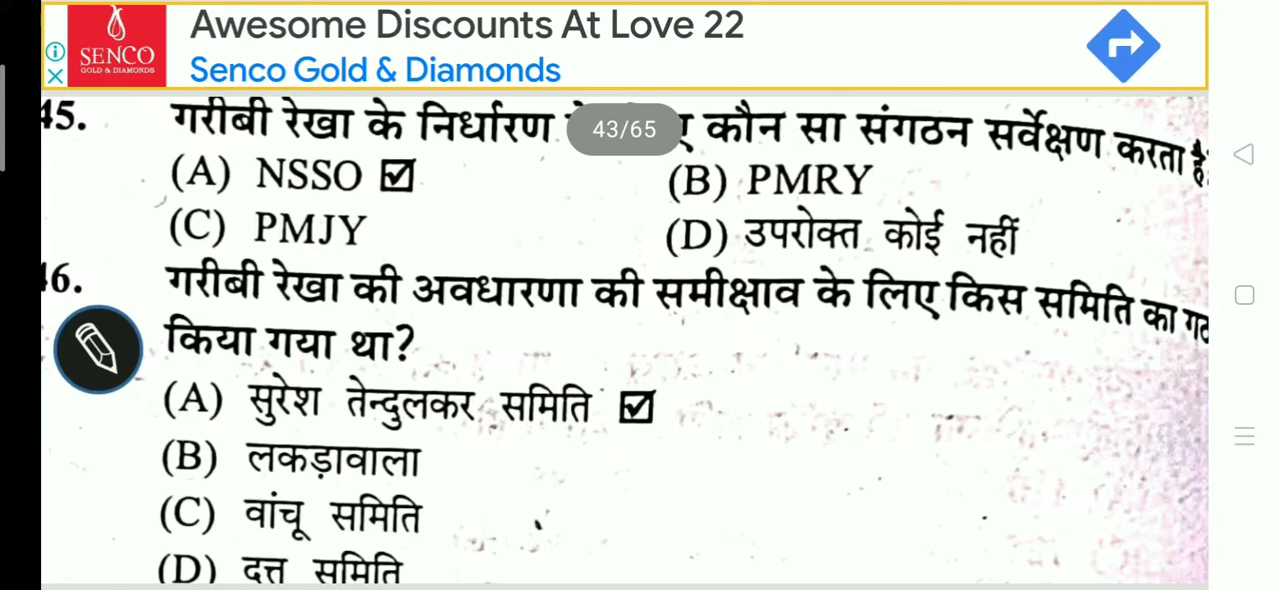 Awesome Discounts At Love 22
SENCO
GOLD & DIAMONDS
Senco Gold & Diamonds
45. गरीबी रेखा के निर्धारण कौन सा संगठन सर्वेक्षण करता है
43/65
(A) NSSO ☑ (B) PMRY
(C) PMJY (D) उपरोक्त कोई नहीं
46. गरीबी रेखा की अवधारणा की समीक्षाव के लिए किस समिति का
किया गया था?
(A) सुरेश तेन्दुलकर समिति ☑
(B) लकड़ावाला
(C) वांचू समिति
(D) दत्त समिति